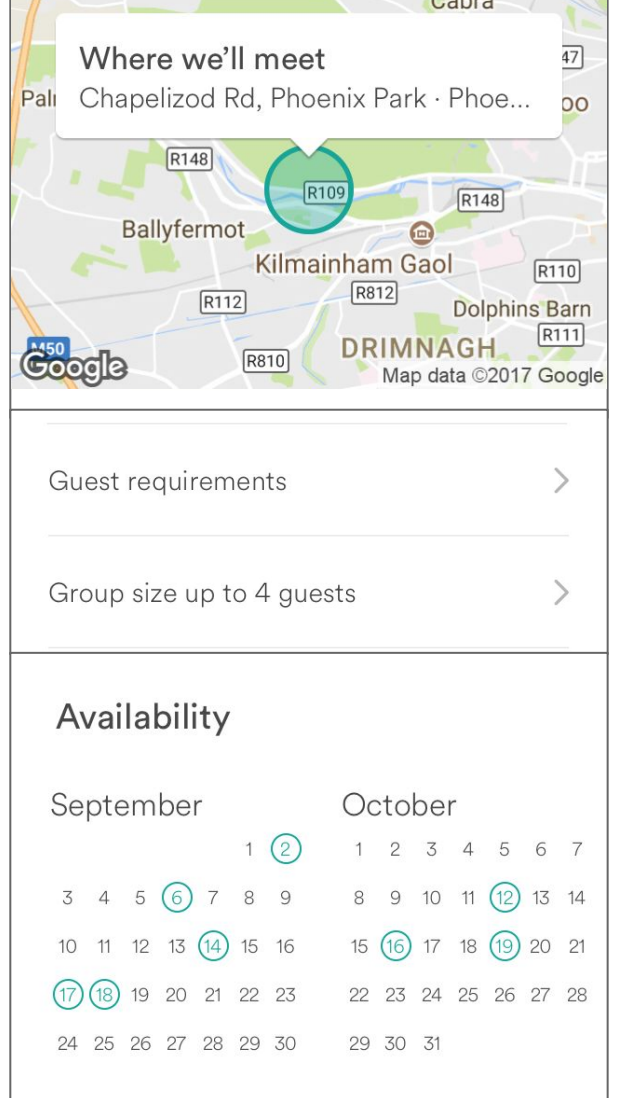 Cabra
Where we'll meet
47
Chapelizod Rd, Phoenix Park · Phoe...
R148
R109
R148
Ballyfermot
Kilmainham Gaol
R110
R112
R812
Dolphins Barn
R111
M50
Google
R810
DRIMNAGH
Map data ©2017 Google
Guest requirements
Group size up to 4 guests
Availability
September
October
1 2
1 2 3 4 5 6 7
3 4 5 6 7 8 9
8 9 10 11 12 13 14
10 11 12 13 14 15 16
15 16 17 18 19 20 21
17 18 19 20 21 22 23
22 23 24 25 26 27 28
24 25 26 27 28 29 30
29 30 31